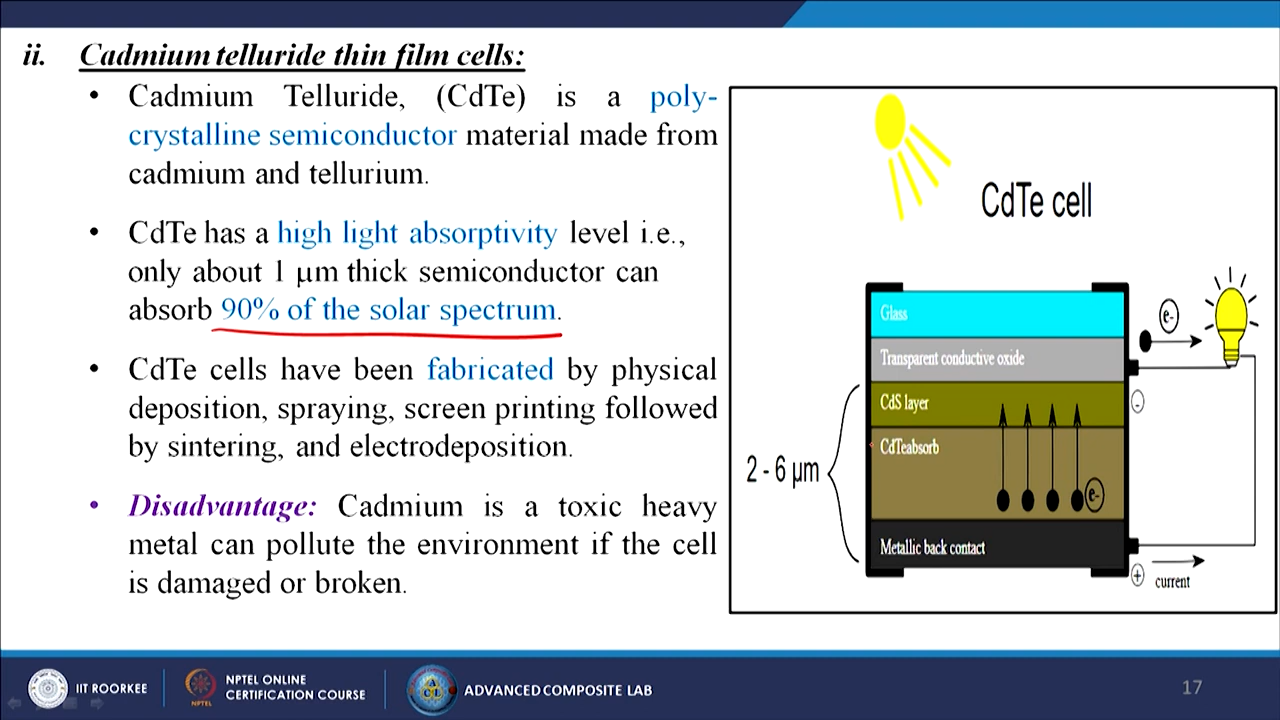 ii. Cadmium telluride thin film cells:
• Cadmium Telluride, (CdTe) is a poly-
crystalline semiconductor material made from
cadmium and tellurium.
• CdTe has a high light absorptivity level i.e.,
only about 1 μm thick semiconductor can
absorb 90% of the solar spectrum.
• CdTe cells have been fabricated by physical
deposition, spraying, screen printing followed
by sintering, and electrodeposition.
• Disadvantage: Cadmium is a toxic heavy
metal can pollute the environment if the cell
is damaged or broken.
CdTe cell
Glass
Transparent conductive oxide
CdS layer
CdTeabsorb
Metallic back contact
2 - 6 μm
e-
e-
-
+
current
IIT ROORKEE
NPTEL
NPTEL ONLINE
CERTIFICATION COURSE
ACL
ADVANCED COMPOSITE LAB
17